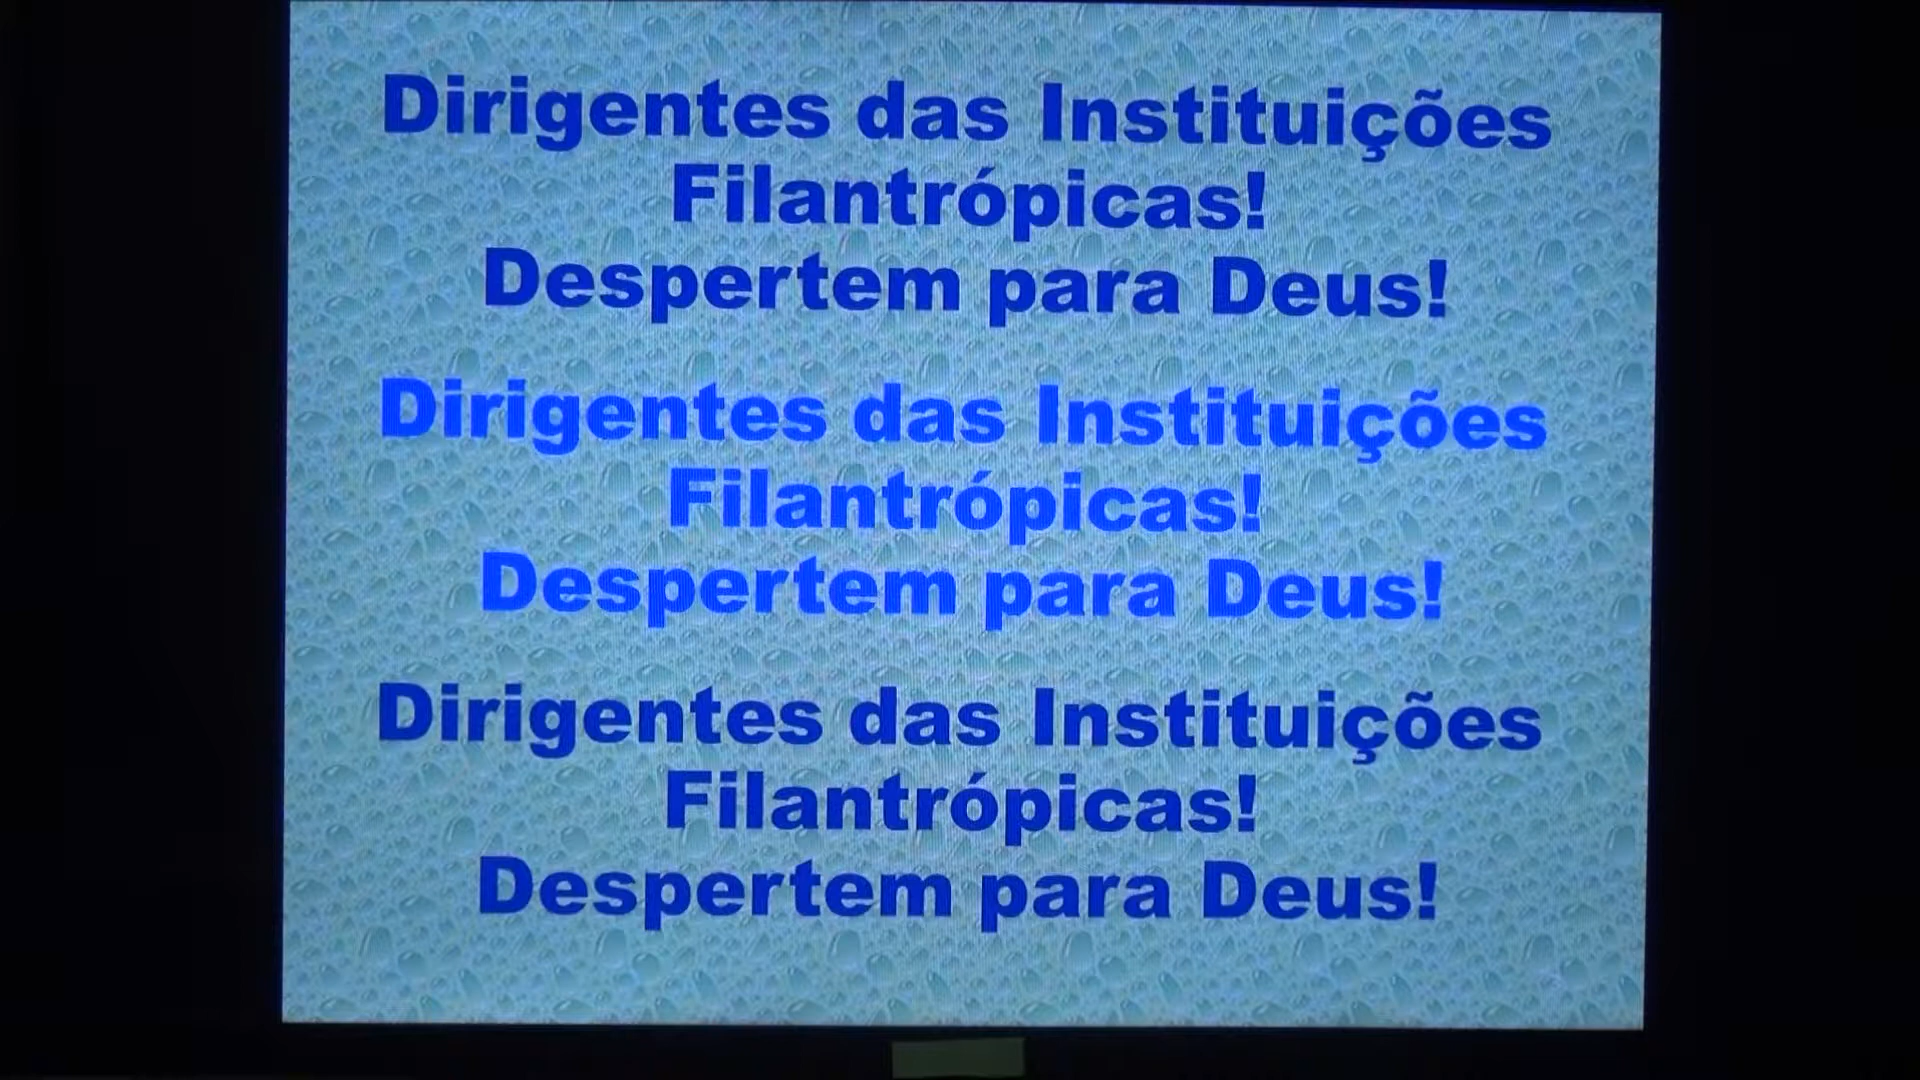 Dirigentes das Instituições
Filantrópicas!
Despertem para Deus!
Dirigentes das Instituições
Filantrópicas!
Despertem para Deus!
Dirigentes das Instituições
Filantrópicas!
Despertem para Deus!